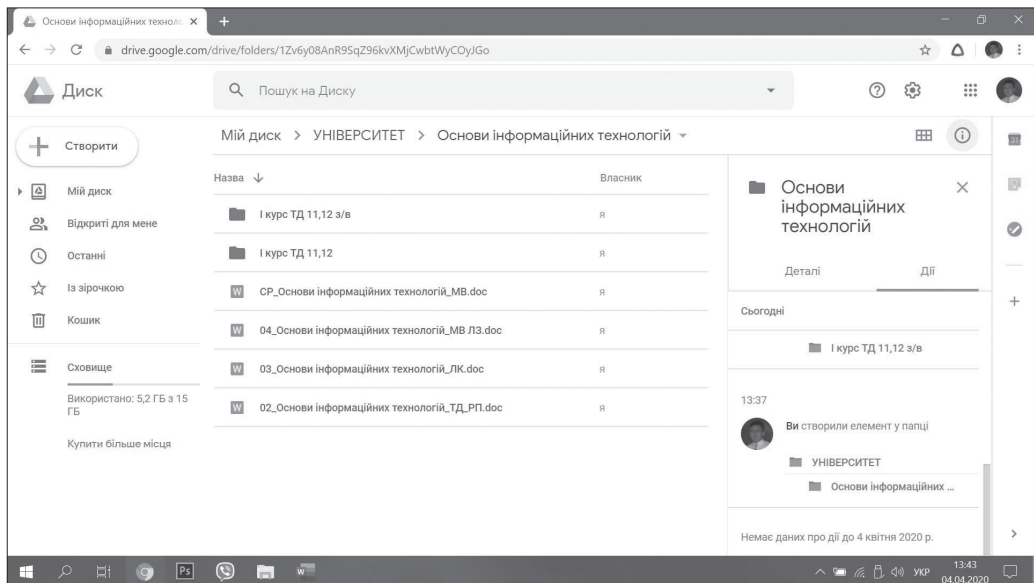 Основи інформаційних техноло
drive.google.com/drive/folders/1Zv6y08AnR9SqZ96kvXMjCwbtWyCOyJGo
Диск
Пошук на Диску
Створити
Мій диск > УНІВЕРСИТЕТ > Основи інформаційних технологій
31
Мій диск
Відкриті для мене
Останні
Із зірочкою
Кошик
Сховище
Використано: 5,2 ГБ з 15
ГБ
Купити більше місця
Назва Власник
І курс ТД 11,12 з/в я
І курс ТД 11,12 я
W СР_Основи інформаційних технологій_МВ.doc я
W 04_Основи інформаційних технологій_МВ ЛЗ.doc я
W 03_Основи інформаційних технологій_ЛК.doc я
W 02_Основи інформаційних технологій_ТД_РП.doc я
Основи
інформаційних
технологій
Деталі Дії
Сьогодні
І курс ТД 11,12 з/в
13:37
Ви створили елемент у папці
УНІВЕРСИТЕТ
Основи інформаційних ...
Немає даних про дії до 4 квітня 2020 р.
Ps
W
УКР
13:43
04.04.2020